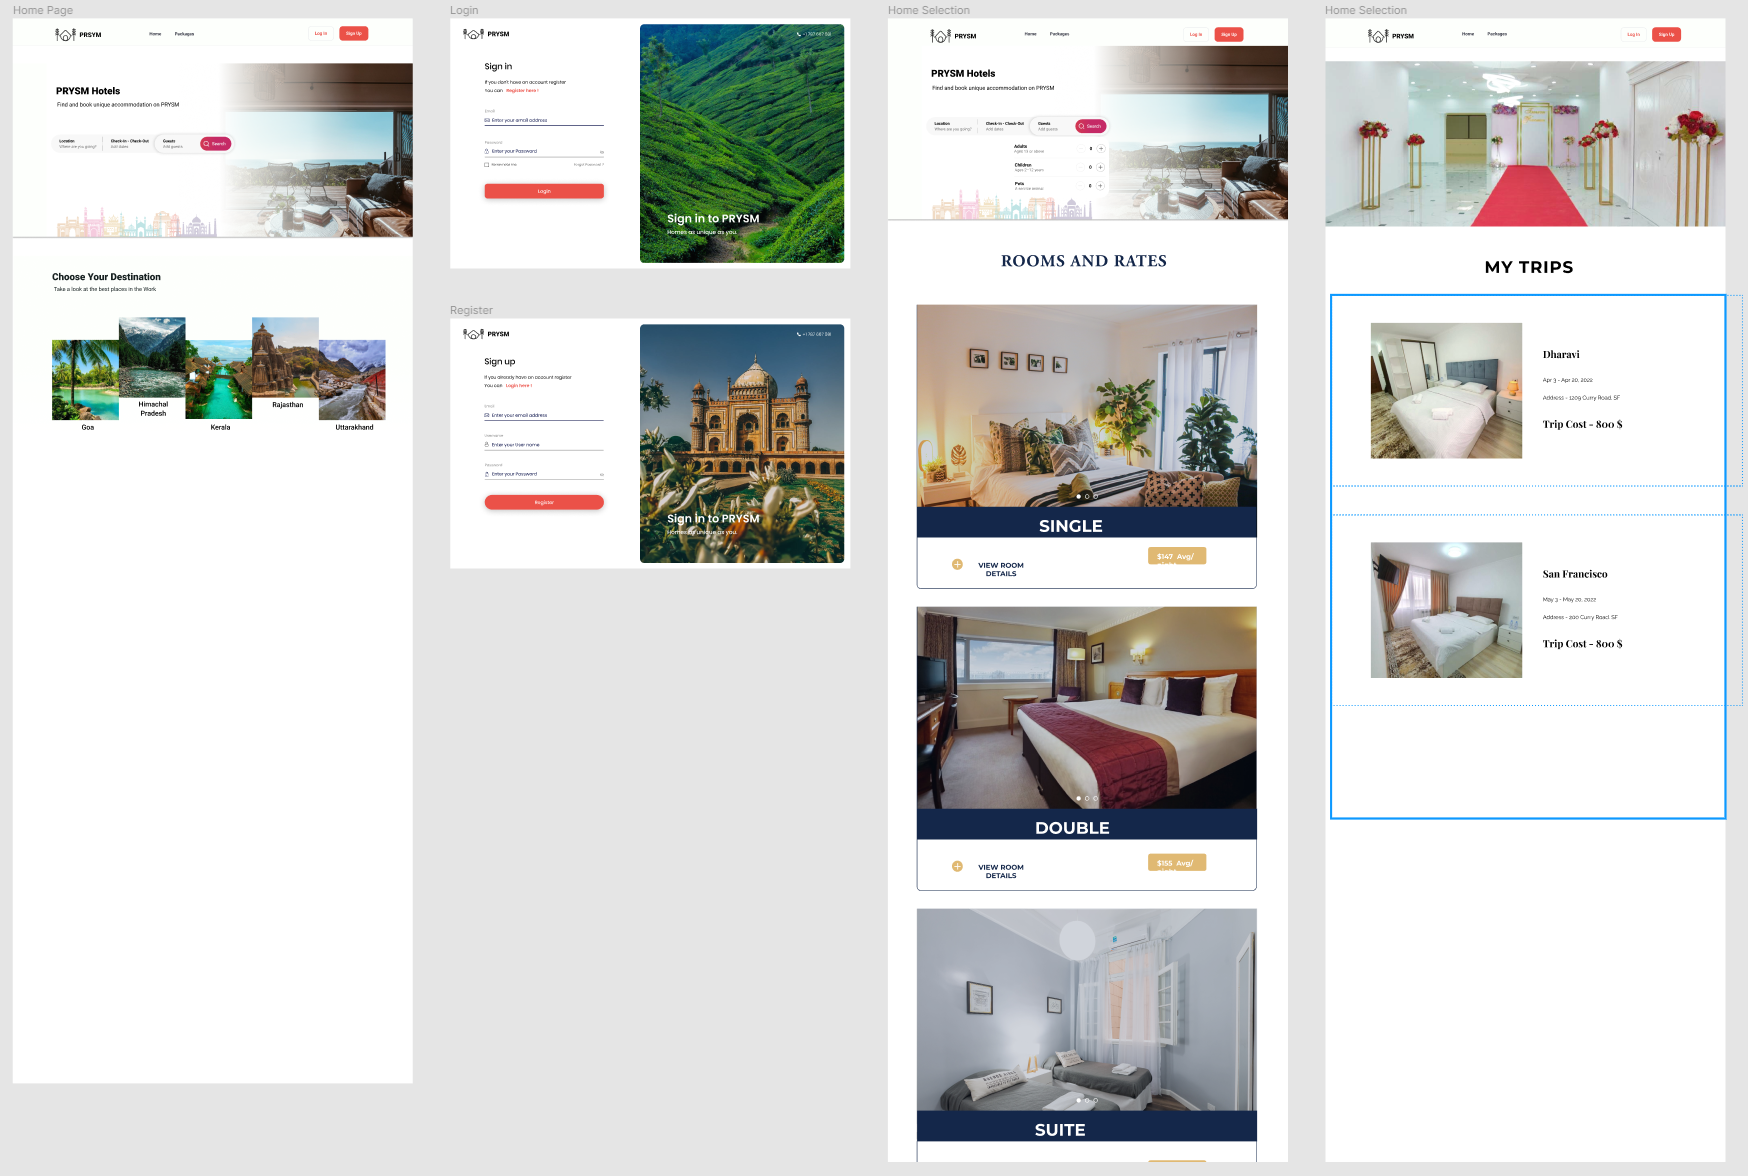 Home Page
PRSYM
Home
Packages
Log In
Sign Up
PRYSM Hotels
Find and book unique accommodation on PRYSM
Location
Where are you going?
Check-In - Check-Out
Add dates
Guests
Add guests
Search
Choose Your Destination
Take a look at the best places in the Work
Goa
Himachal
Pradesh
Kerala
Rajasthan
Uttarakhand
Login
PRYSM
Sign in
If you don't have an account register
You can Register here !
Email
Enter your email address
Password
Enter your Password
Remember me
Forgot Password ?
Login
Sign in to PRYSM
Homes as unique as you.
Register
PRYSM
Sign up
If you already have an account register
You can Login here !
Email
Enter your email address
Username
Enter your User name
Password
Enter your Password
Register
Sign in to PRYSM
Homes as unique as you.
Home Selection
PRYSM
Home
Packages
Log In
Sign Up
PRYSM Hotels
Find and book unique accommodation on PRYSM
Location
Where are you going?
Check-In - Check-Out
Add dates
Guests
Add guests
Search
Adults
Ages 13 or above
0
Children
Ages 2-12 years
0
Pets
0
ROOMS AND RATES
SINGLE
VIEW ROOM
DETAILS
$147 Avg/
DOUBLE
VIEW ROOM
DETAILS
$155 Avg/
SUITE
Home Selection
PRYSM
Home
Packages
Log In
Sign Up
MY TRIPS
Dharavi
Apr 3 - Apr 20, 2022
Address - 1209 Curry Road, SF
Trip Cost - 800 $
San Francisco
May 3 - May 20, 2022
Address - 200 Curry Road, SF
Trip Cost - 800 $